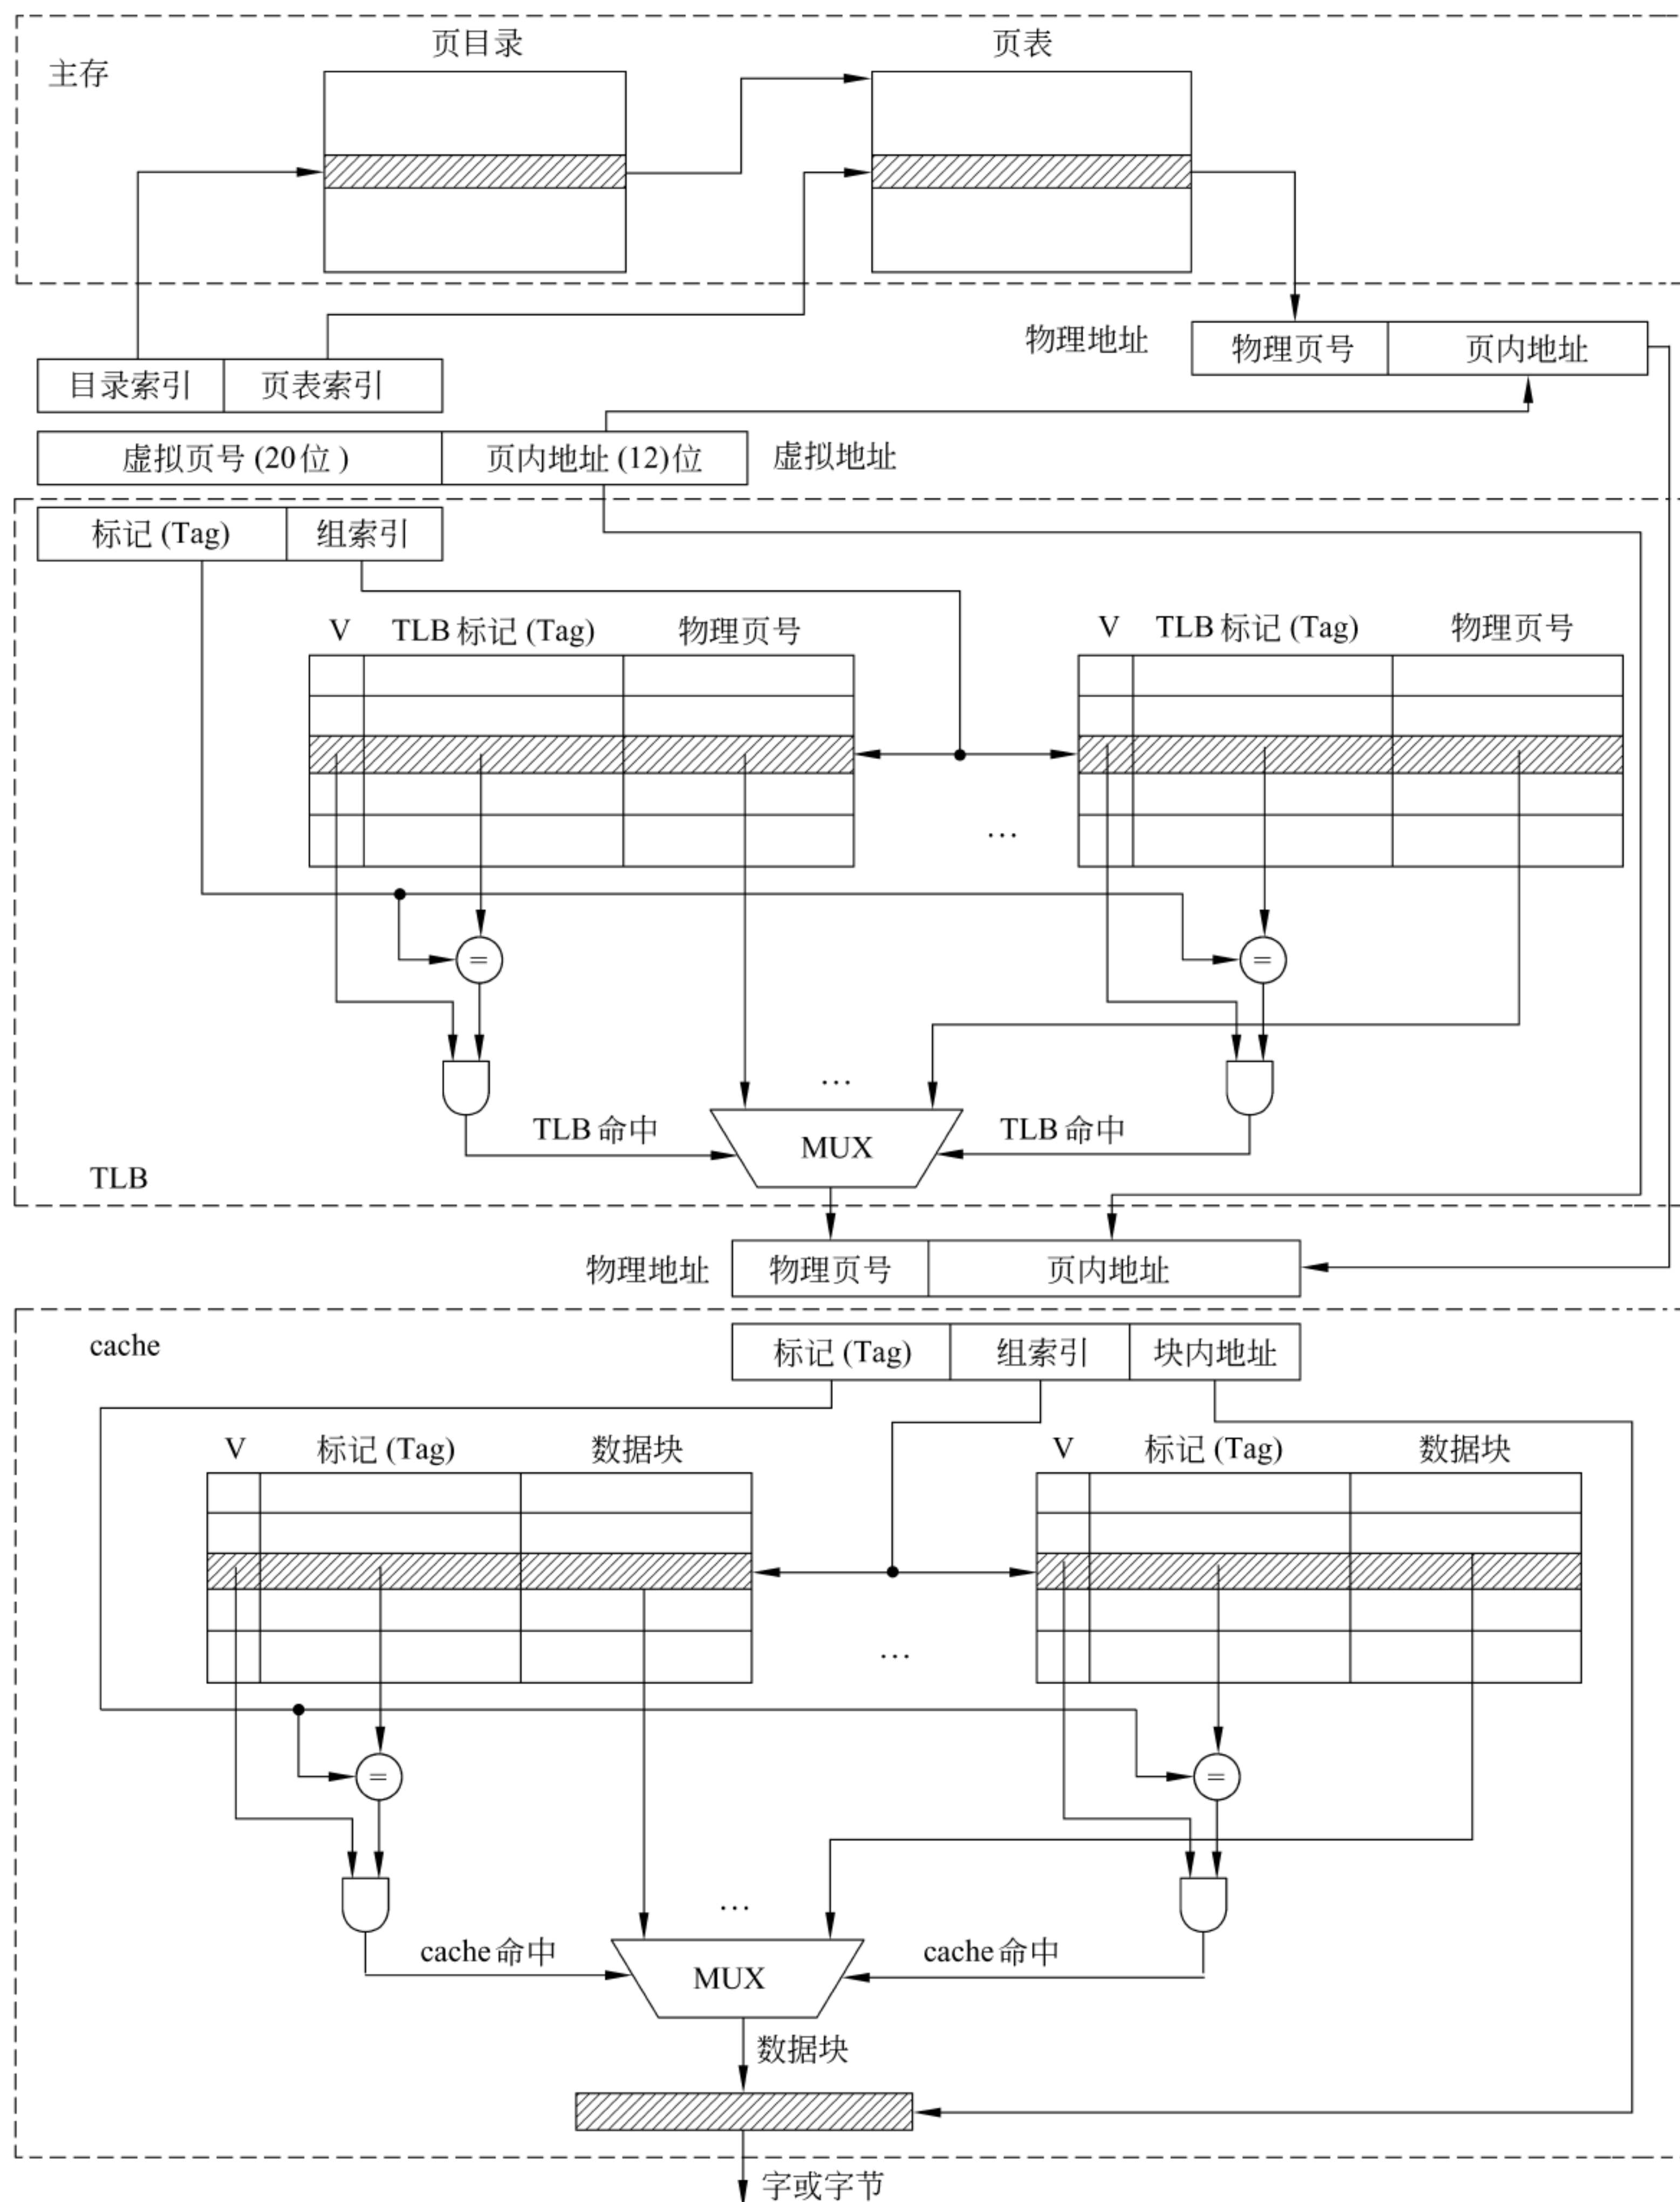 页目录 页表
主存
物理地址 物理页号 页内地址
目录索引 页表索引
虚拟页号 (20位 ) 页内地址 (12)位 虚拟地址
标记 (Tag) 组索引
V TLB 标记 (Tag) 物理页号 V TLB 标记 (Tag) 物理页号
…
= =
…
TLB 命中 MUX TLB 命中
TLB
物理地址 物理页号 页内地址
cache 标记 (Tag) 组索引 块内地址
V 标记 (Tag) 数据块 V 标记 (Tag) 数据块
…
= =
…
cache 命中 MUX cache 命中
数据块
字或字节